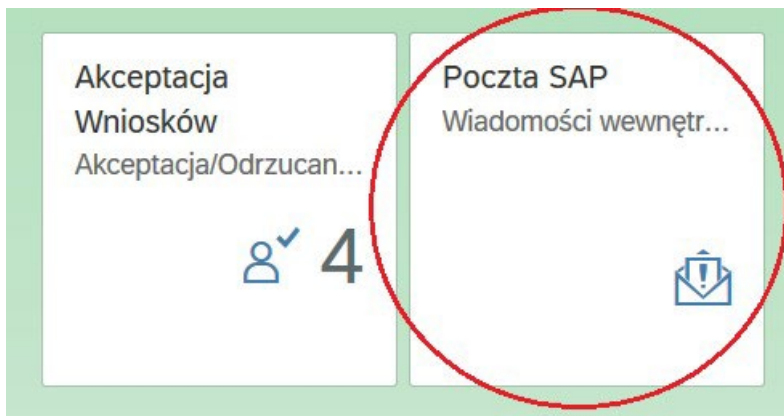 Akceptacja
Wniosków
Akceptacja/Odrzucan...
4
Poczta SAP
Wiadomości wewnętr...